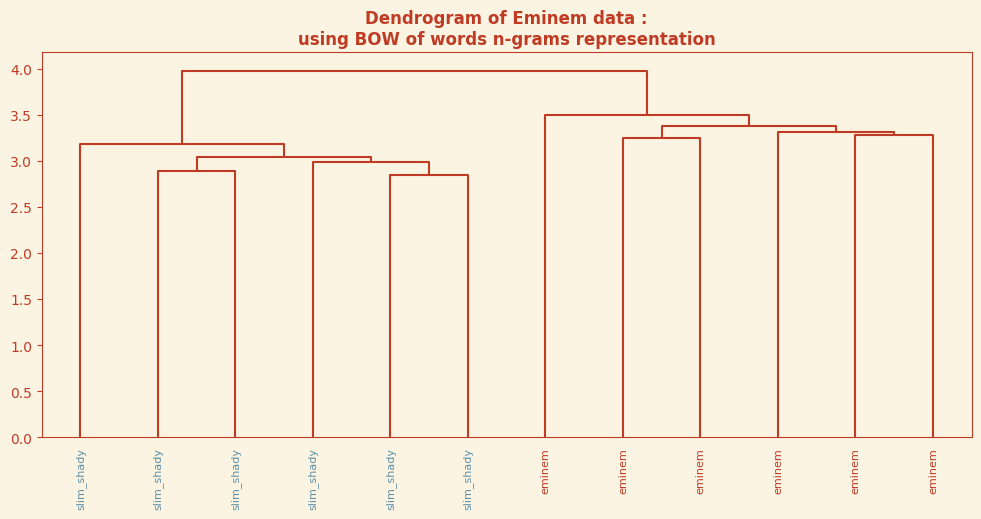 Dendrogram of Eminem data :
using BOW of words n-grams representation
4.0
3.5
3.0
2.5
2.0
1.5
1.0
0.5
0.0
slim_shady
slim_shady
slim_shady
slim_shady
slim_shady
slim_shady
eminem
eminem
eminem
eminem
eminem
eminem